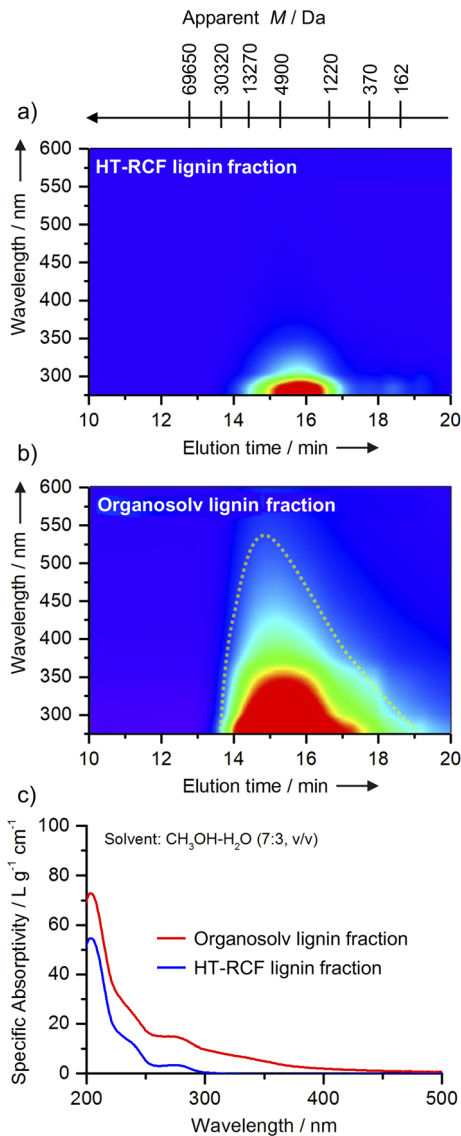 Apparent M / Da
69650 30320 13270 4900 1220 370 162
a)
HT-RCF lignin fraction
Wavelength / nm
600
550
500
450
400
350
300
10 12 14 16 18 20
Elution time / min
b)
Organosolv lignin fraction
Wavelength / nm
600
550
500
450
400
350
300
10 12 14 16 18 20
Elution time / min
c)
Solvent: CH₃OH-H₂O (7:3, v/v)
Organosolv lignin fraction
HT-RCF lignin fraction
Specific Absorptivity / L g⁻¹ cm⁻¹
100
80
60
40
20
0
200 300 400 500
Wavelength / nm